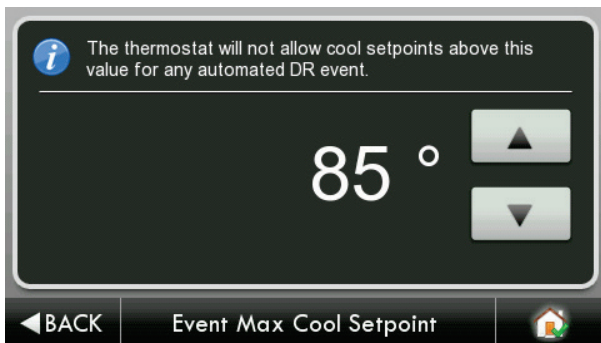 The thermostat will not allow cool setpoints above this
value for any automated DR event.
85 °
BACK
Event Max Cool Setpoint